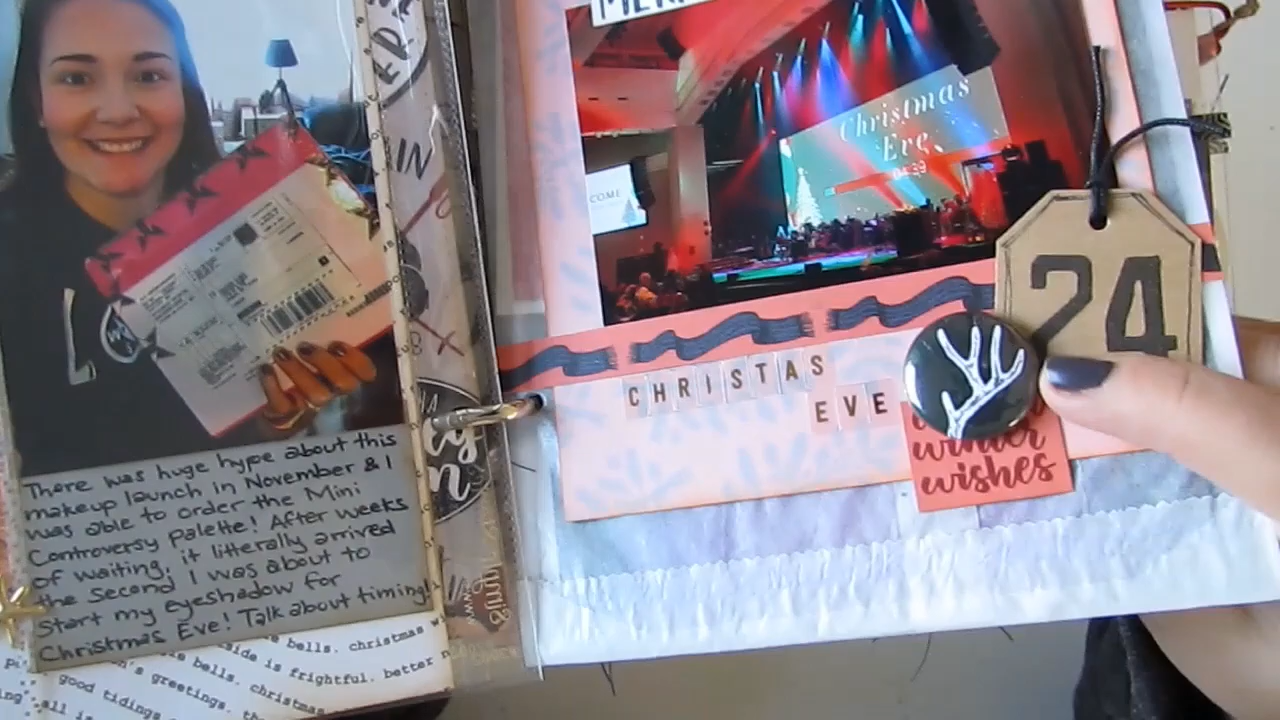 There was huge hype about this
makeup launch in November & I
was able to order the Mini
Controversy palette! After weeks
of waiting, it litterally arrived
the second I was about to
start my eyeshadow for
Christmas Eve! Talk about timing!
bells. christmas
side is frightful. better
's greetings.
bells. christmas.
good tidings
all is
IN
COME
Christmas
Eve
24
CHRISTAS
EVE
winter
wishes